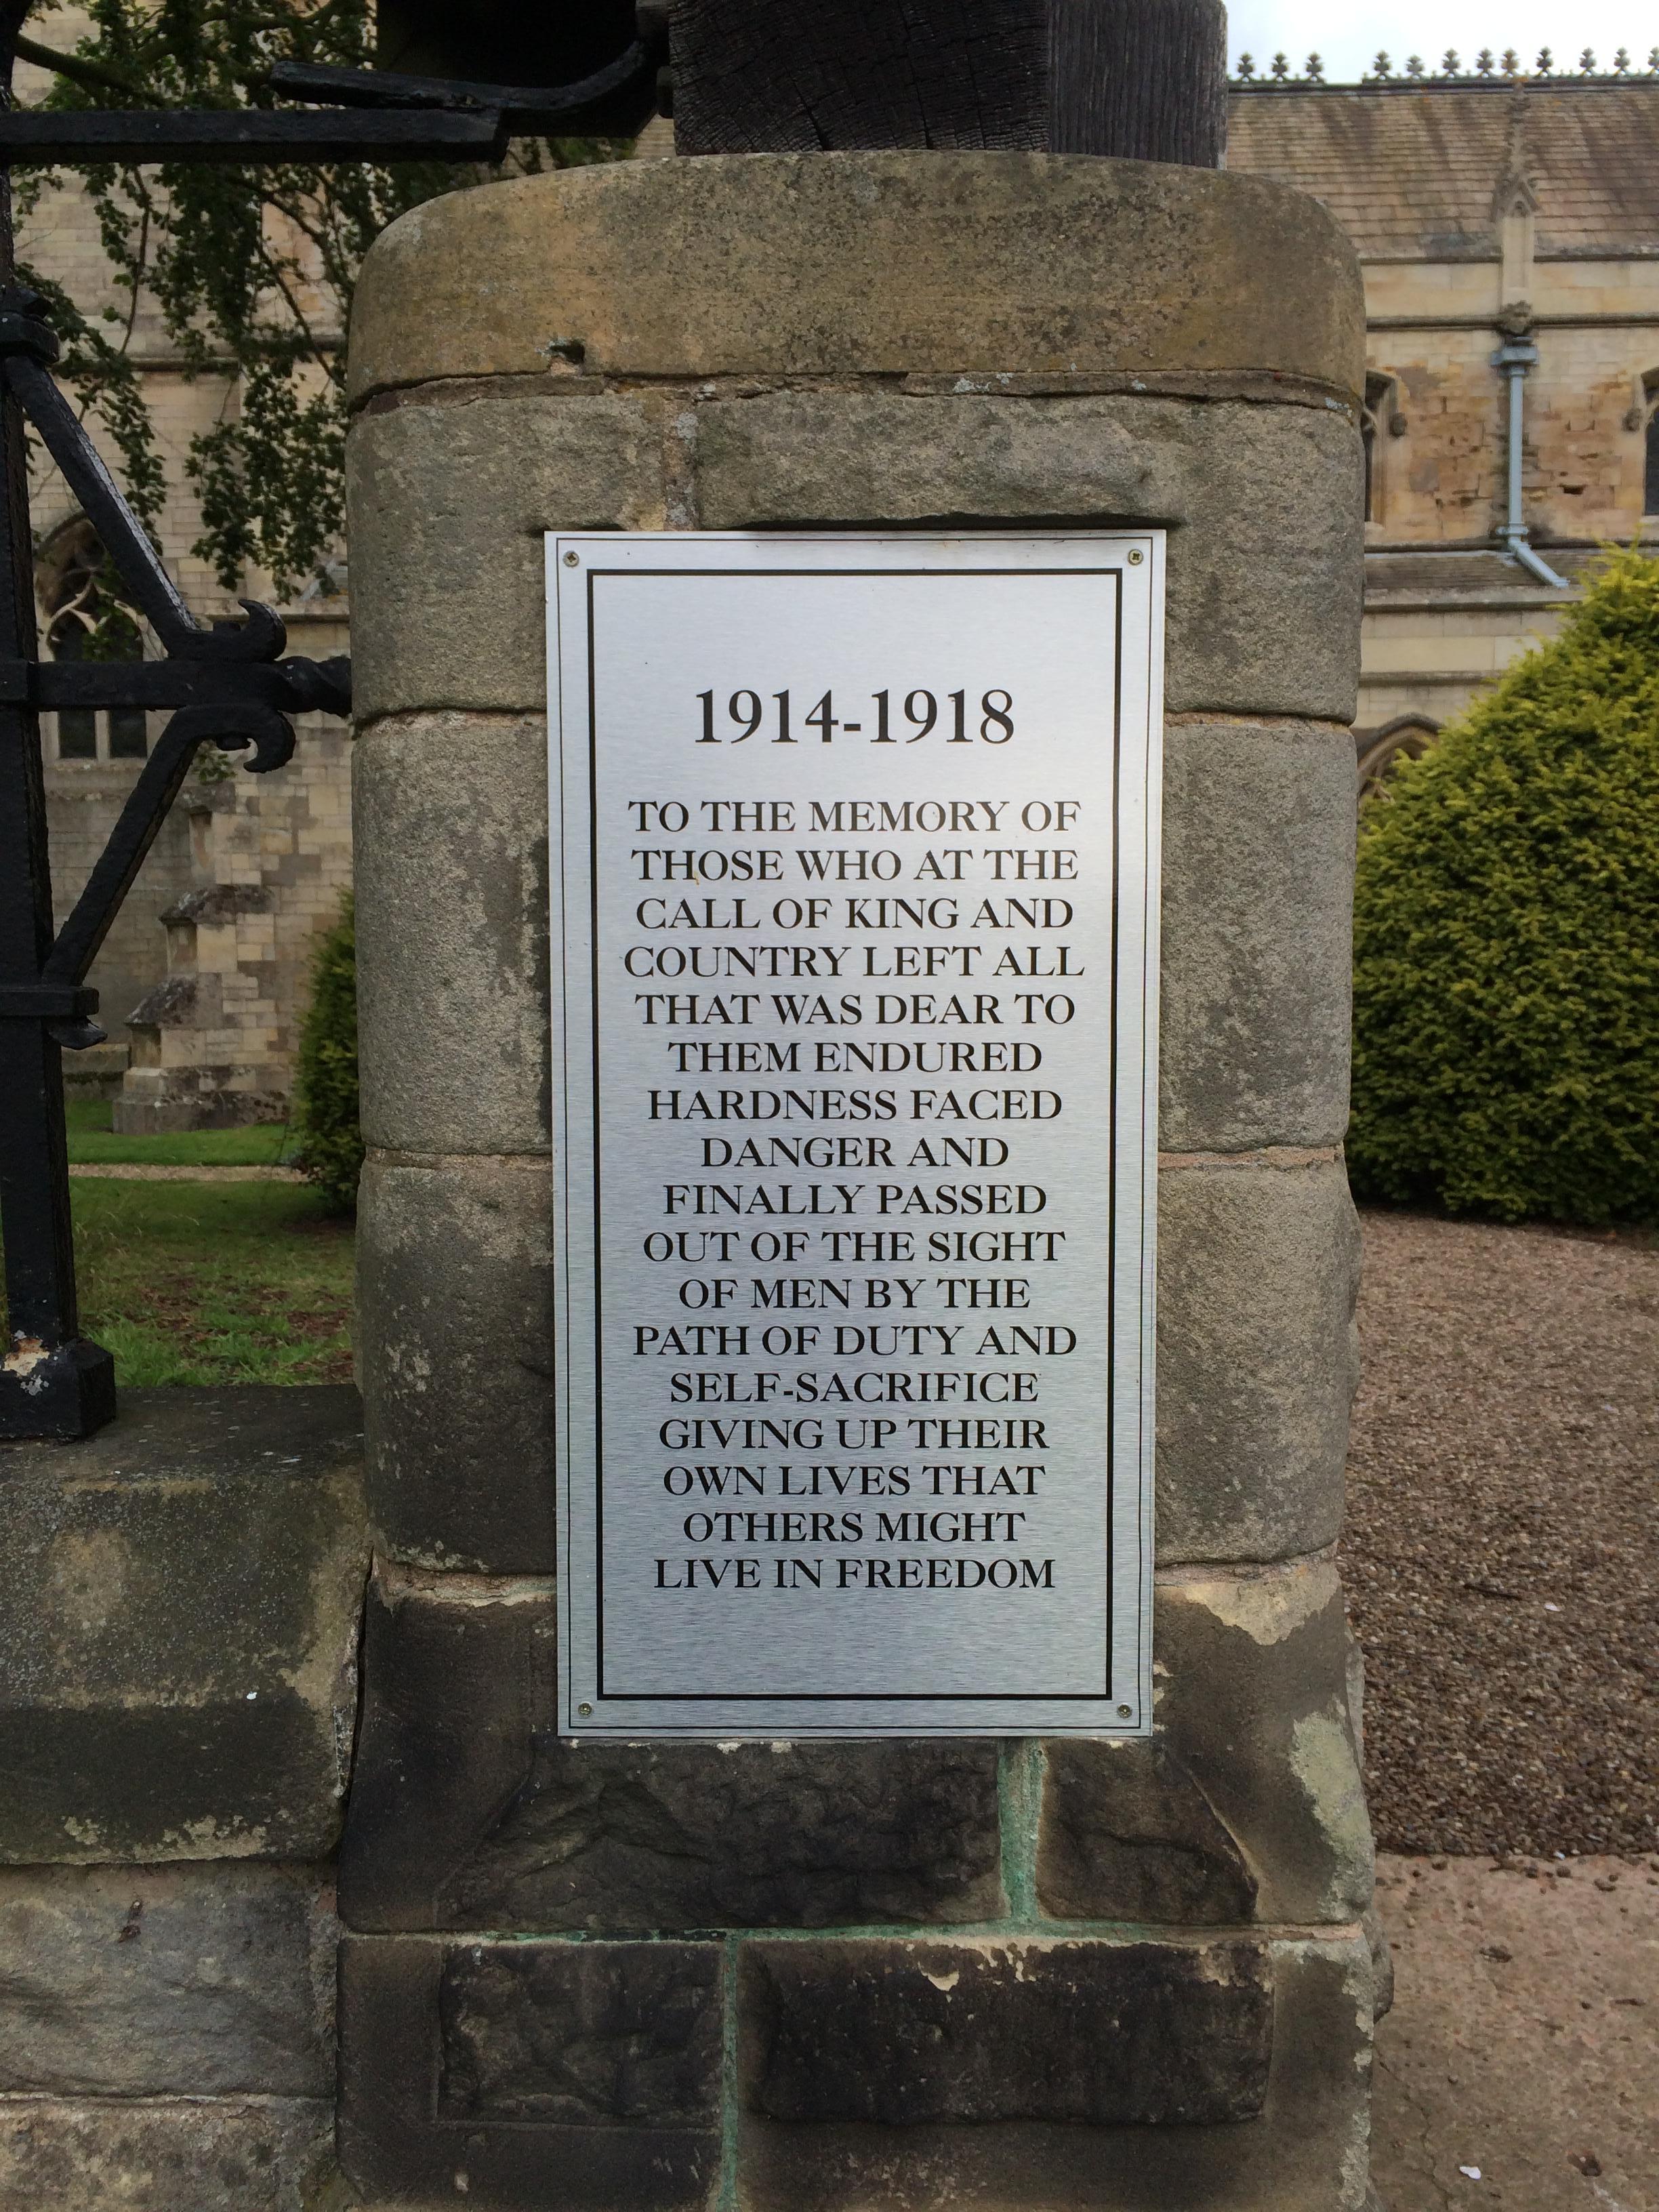 1914-1918
TO THE MEMORY OF
THOSE WHO AT THE
CALL OF KING AND
COUNTRY LEFT ALL
THAT WAS DEAR TO
THEM ENDURED
HARDNESS FACED
DANGER AND
FINALLY PASSED
OUT OF THE SIGHT
OF MEN BY THE
PATH OF DUTY AND
SELF-SACRIFICE
GIVING UP THEIR
OWN LIVES THAT
OTHERS MIGHT
LIVE IN FREEDOM